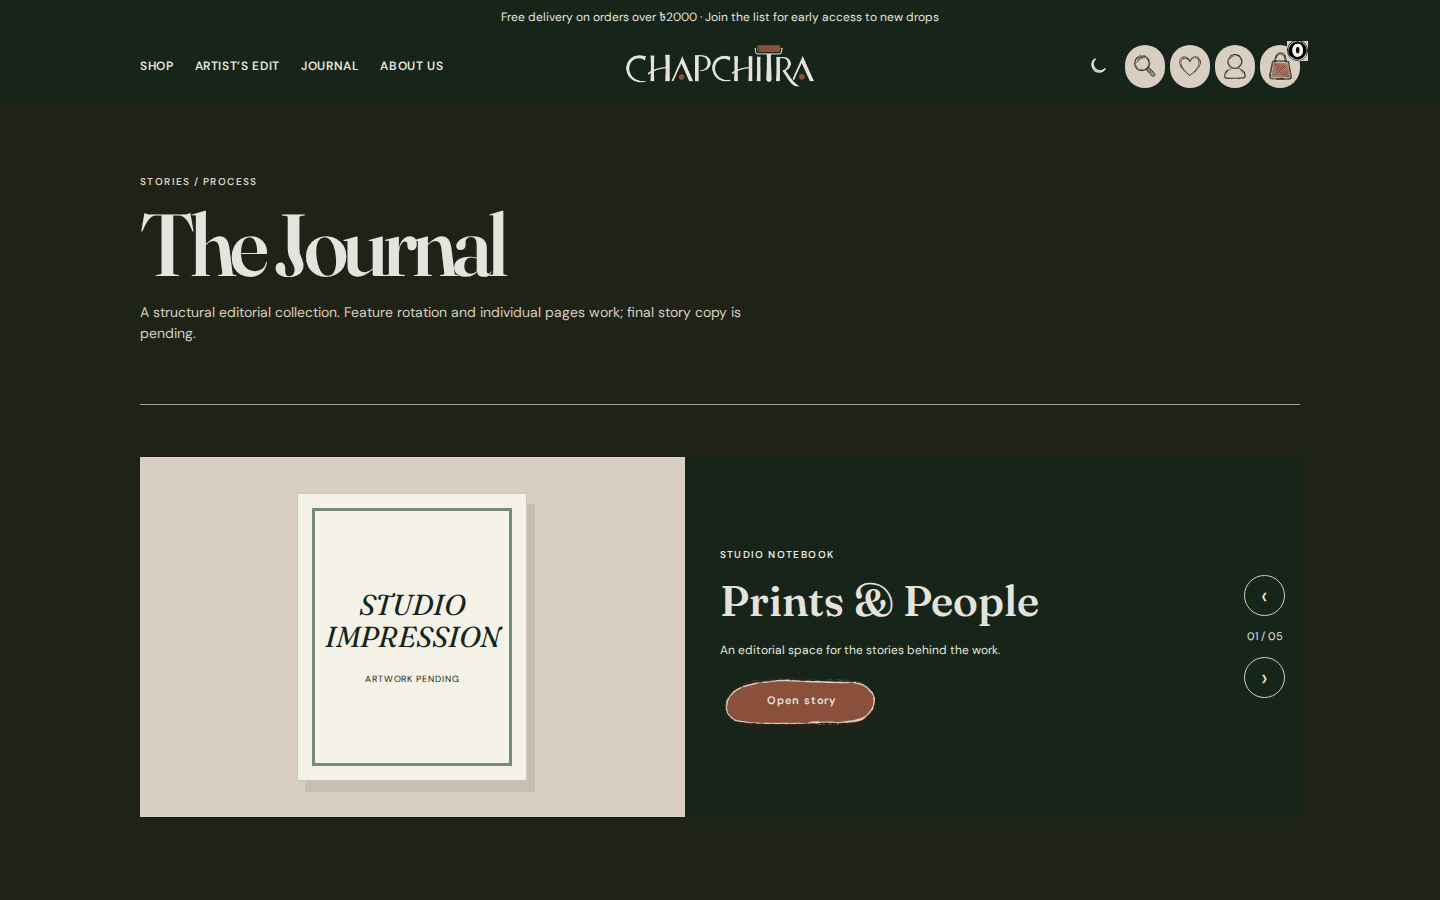 Free delivery on orders over ৳2000 · Join the list for early access to new drops
SHOP ARTIST'S EDIT JOURNAL ABOUT US
CHAPCHITRA
0
STORIES / PROCESS
The Journal
A structural editorial collection. Feature rotation and individual pages work; final story copy is
pending.
STUDIO
IMPRESSION
ARTWORK PENDING
STUDIO NOTEBOOK
Prints & People
An editorial space for the stories behind the work.
Open story
‹
01 / 05
›